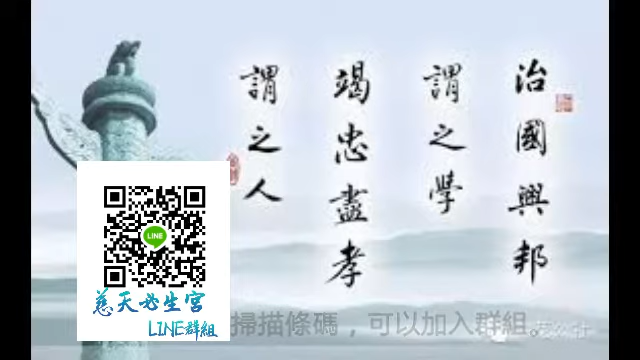 治國興邦
謂之學
竭忠盡孝
謂之人
LINE
慈天必生宮
LINE群組
掃描條碼，可以加入群組。